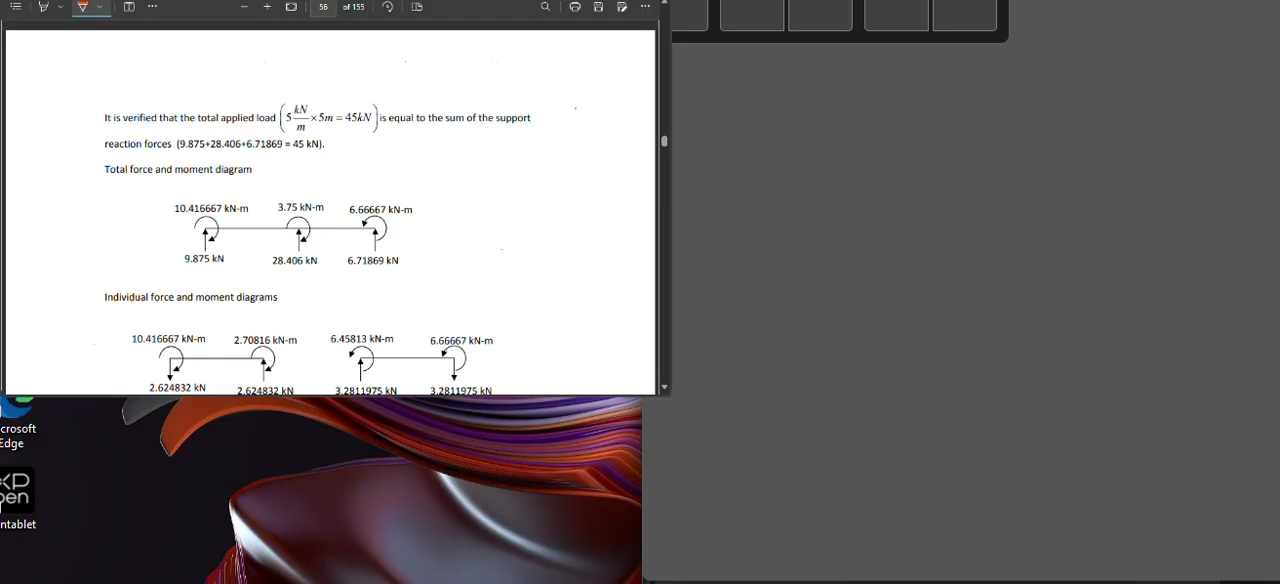 56 of 155
It is verified that the total applied load (5 kN/m × 5m = 45kN) is equal to the sum of the support
reaction forces (9.875+28.406+6.71869 = 45 kN).
Total force and moment diagram
10.416667 kN-m 3.75 kN-m 6.66667 kN-m
9.875 kN 28.406 kN 6.71869 kN
Individual force and moment diagrams
10.416667 kN-m 2.70816 kN-m 6.45813 kN-m 6.66667 kN-m
2.624832 kN 2.624832 kN 3.2811975 kN 3.2811975 kN
crosoft
Edge
XP
pen
ntablet